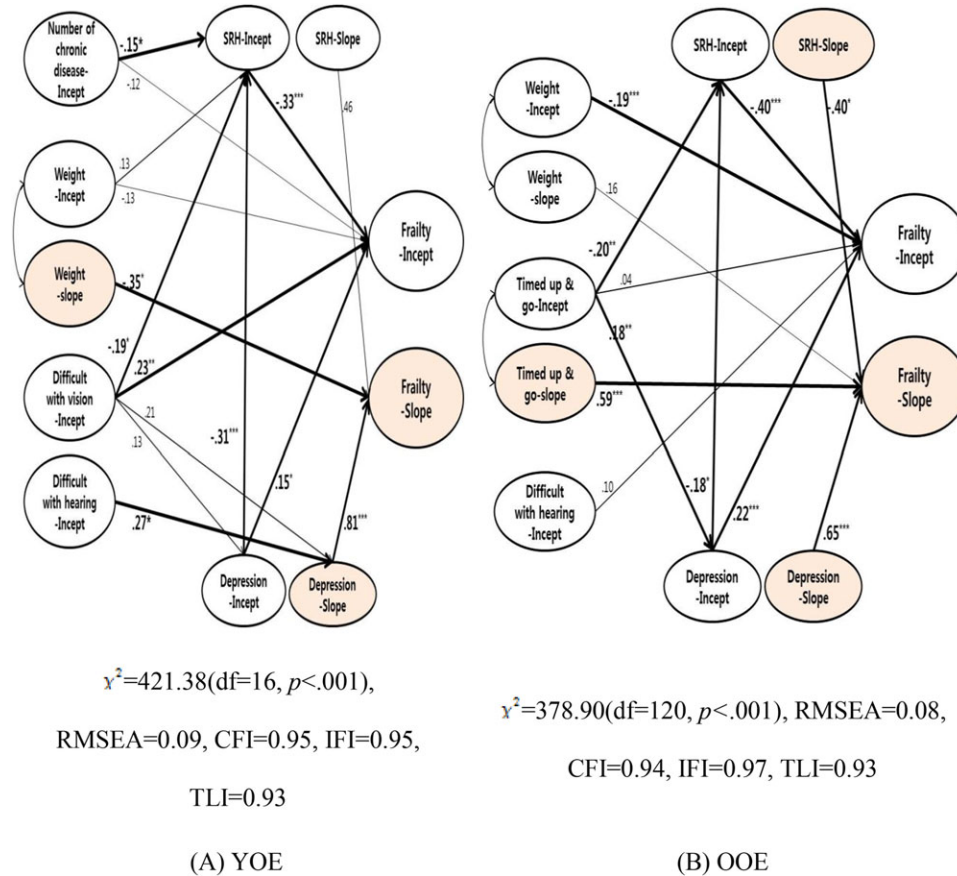 Number of
chronic
disease-
Incept
-.15*
-.12
SRH-Incept
SRH-Slope
-.33***
.46
Weight
-Incept
.13
-.13
Weight
-slope
-.35*
Frailty
-Incept
Frailty
-Slope
Difficult
with vision
-Incept
-.19*
.23**
.21
.13
Difficult
with hearing
-Incept
.27*
-.31***
.15*
.81***
Depression
-Incept
Depression
-Slope
χ²=421.38(df=16, p<.001),
RMSEA=0.09, CFI=0.95, IFI=0.95,
TLI=0.93
(A) YOE
SRH-Incept
SRH-Slope
Weight
-Incept
-.19***
-.40***
-.40*
Weight
-slope
.16
Frailty
-Incept
Timed up &
go-Incept
-.20**
.04
.18**
Timed up &
go-slope
.59***
Frailty
-Slope
Difficult
with hearing
-Incept
.10
-.18*
.22***
.65***
Depression
-Incept
Depression
-Slope
χ²=378.90(df=120, p<.001), RMSEA=0.08,
CFI=0.94, IFI=0.97, TLI=0.93
(B) OOE